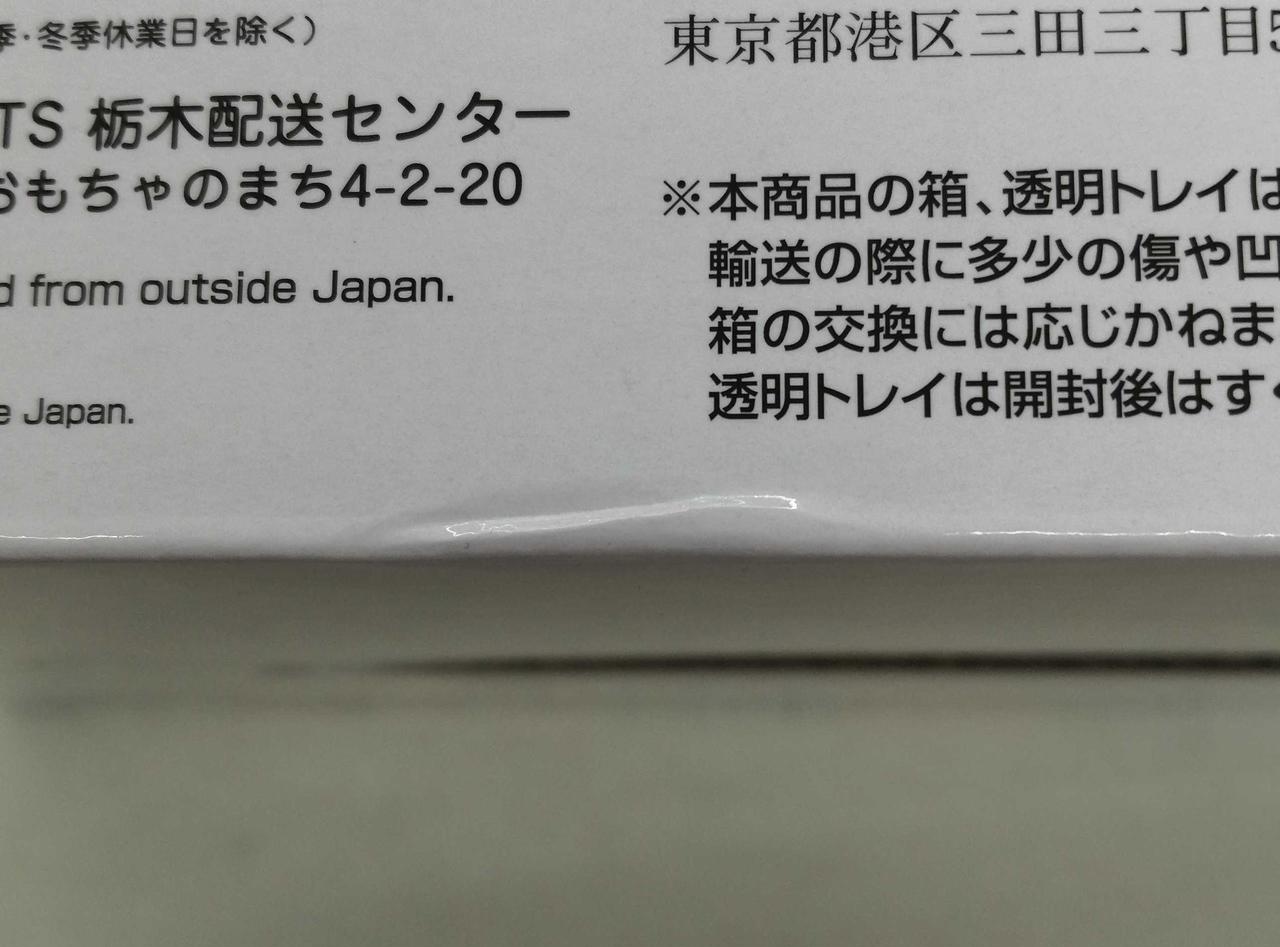 季・冬季休業日を除く）
TS 栃木配送センター
おもちゃのまち4-2-20
d from outside Japan.
e Japan.
東京都港区三田三丁目5
※本商品の箱、透明トレイは
輸送の際に多少の傷や凹
箱の交換には応じかねま
透明トレイは開封後はすぐ